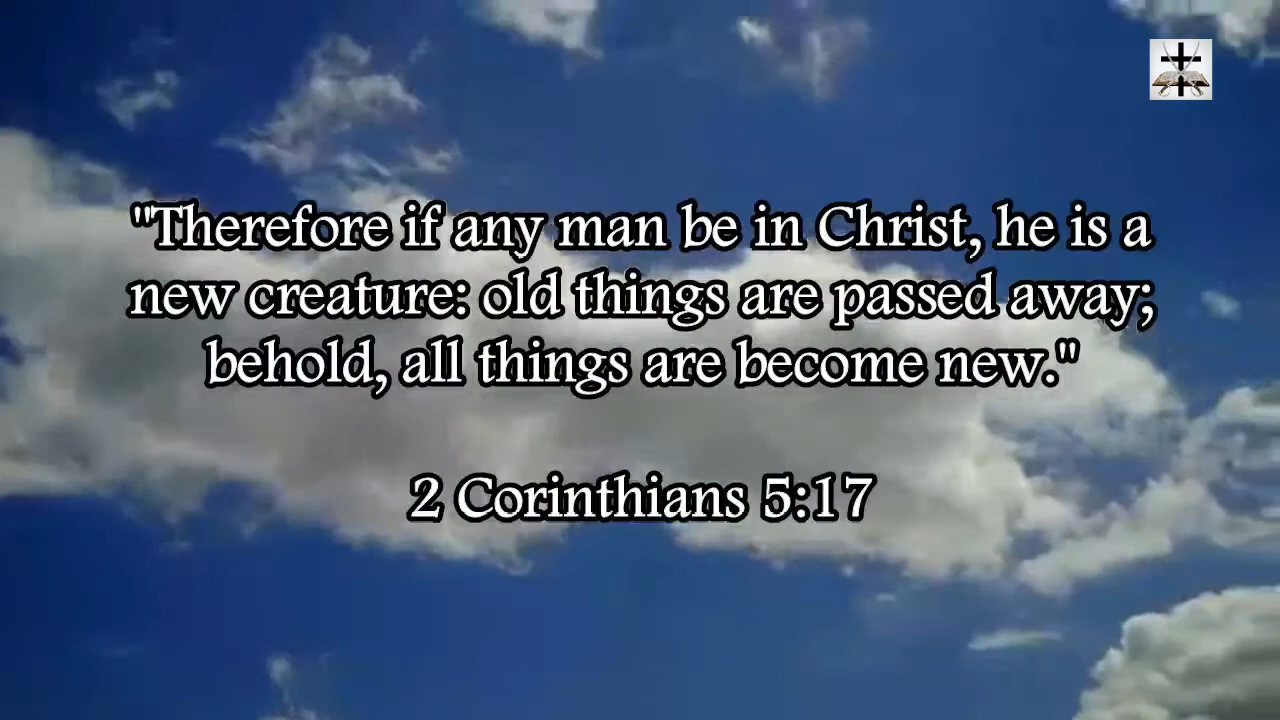 "Therefore if any man be in Christ, he is a
new creature: old things are passed away;
behold, all things are become new."
2 Corinthians 5:17